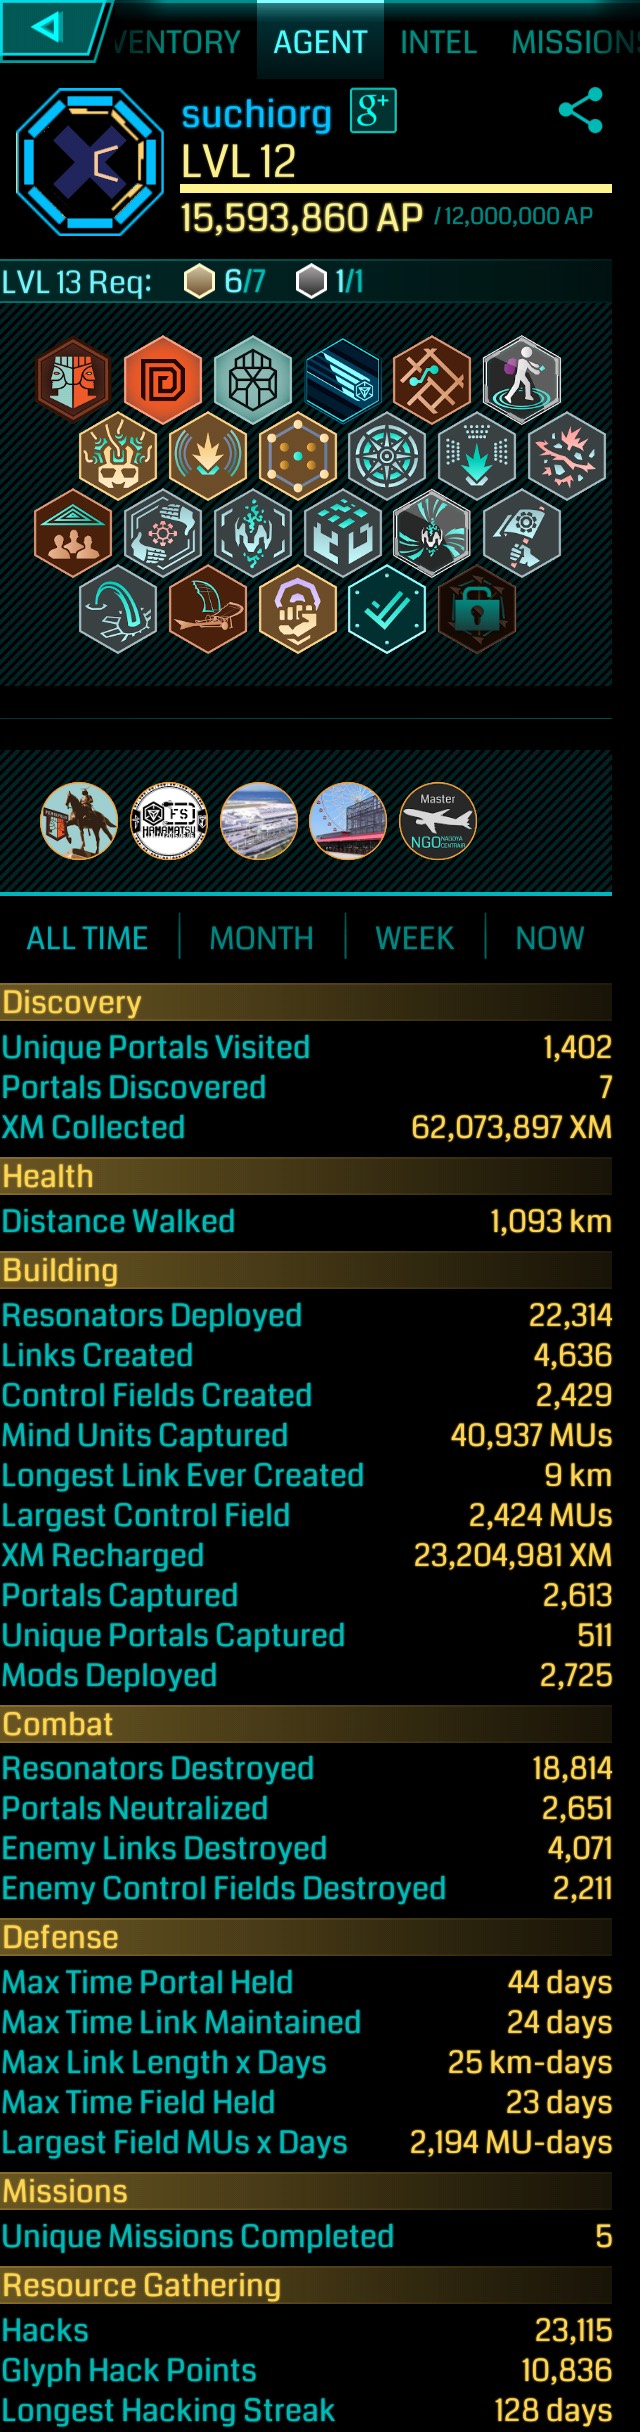 VENTORY AGENT INTEL MISSIONS
suchiorg g+
LVL 12
15,593,860 AP / 12,000,000 AP
LVL 13 Req: 6/7 1/1
FS
HAMAMATSU
Master
NGO NAGOYA CENTRAIR
ALL TIME MONTH WEEK NOW
Discovery
Unique Portals Visited 1,402
Portals Discovered 7
XM Collected 62,073,897 XM
Health
Distance Walked 1,093 km
Building
Resonators Deployed 22,314
Links Created 4,636
Control Fields Created 2,429
Mind Units Captured 40,937 MUs
Longest Link Ever Created 9 km
Largest Control Field 2,424 MUs
XM Recharged 23,204,981 XM
Portals Captured 2,613
Unique Portals Captured 511
Mods Deployed 2,725
Combat
Resonators Destroyed 18,814
Portals Neutralized 2,651
Enemy Links Destroyed 4,071
Enemy Control Fields Destroyed 2,211
Defense
Max Time Portal Held 44 days
Max Time Link Maintained 24 days
Max Link Length x Days 25 km-days
Max Time Field Held 23 days
Largest Field MUs x Days 2,194 MU-days
Missions
Unique Missions Completed 5
Resource Gathering
Hacks 23,115
Glyph Hack Points 10,836
Longest Hacking Streak 128 days